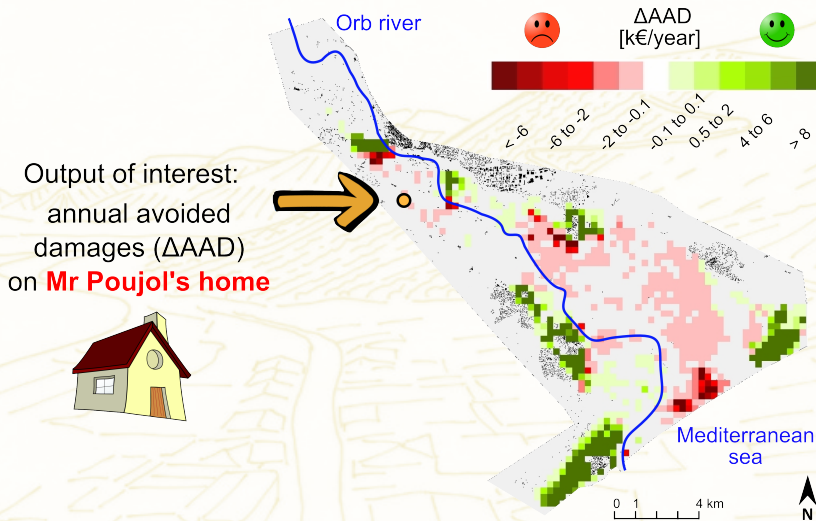 Orb river
ΔAAD
[k€/year]
< -6
-6 to -2
-2 to -0.1
-0.1 to 0.1
0.5 to 2
4 to 6
> 8
Output of interest:
annual avoided
damages (ΔAAD)
on Mr Poujol's home
Mediterranean
sea
0 1 4 km
N